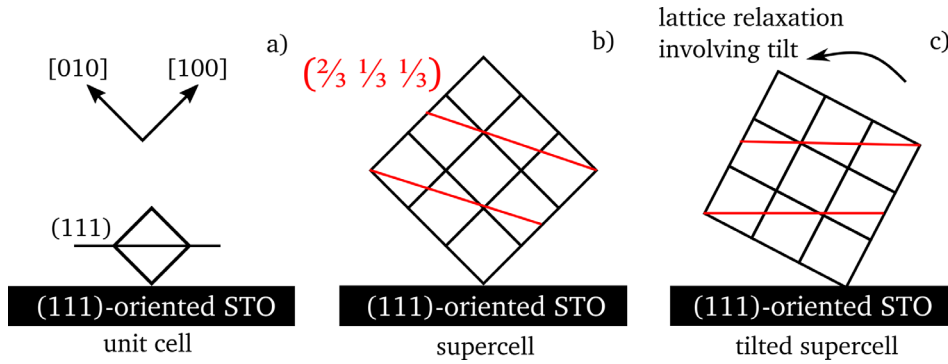 a)
[010]
[100]
(111)
(111)-oriented STO
unit cell
b)
(⅔ ⅓ ⅓)
(111)-oriented STO
supercell
lattice relaxation
involving tilt
c)
(111)-oriented STO
tilted supercell